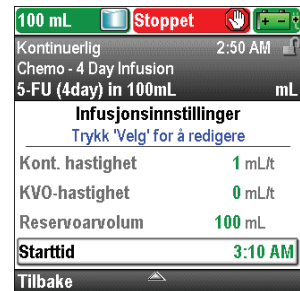 100 mL Stoppet
Kontinuerlig 2:50 AM
Chemo - 4 Day Infusion
5-FU (4day) in 100mL mL
Infusjonsinnstillinger
Trykk 'Velg' for å redigere
Kont. hastighet 1 mL/t
KVO-hastighet 0 mL/t
Reservoarvolum 100 mL
Starttid 3:10 AM
Tilbake